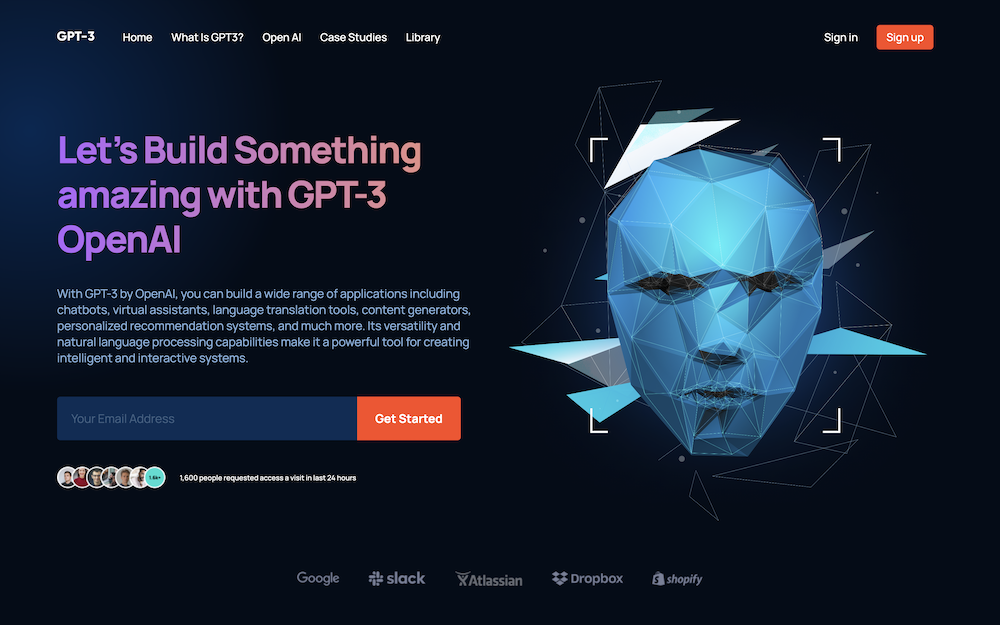 GPT-3
Home
What Is GPT3?
Open AI
Case Studies
Library
Sign in
Sign up
Let's Build Something
amazing with GPT-3
OpenAI
With GPT-3 by OpenAI, you can build a wide range of applications including
chatbots, virtual assistants, language translation tools, content generators,
personalized recommendation systems, and much more. Its versatility and
natural language processing capabilities make it a powerful tool for creating
intelligent and interactive systems.
Your Email Address
Get Started
1,600 people requested access a visit in last 24 hours
Google
slack
Atlassian
Dropbox
shopify